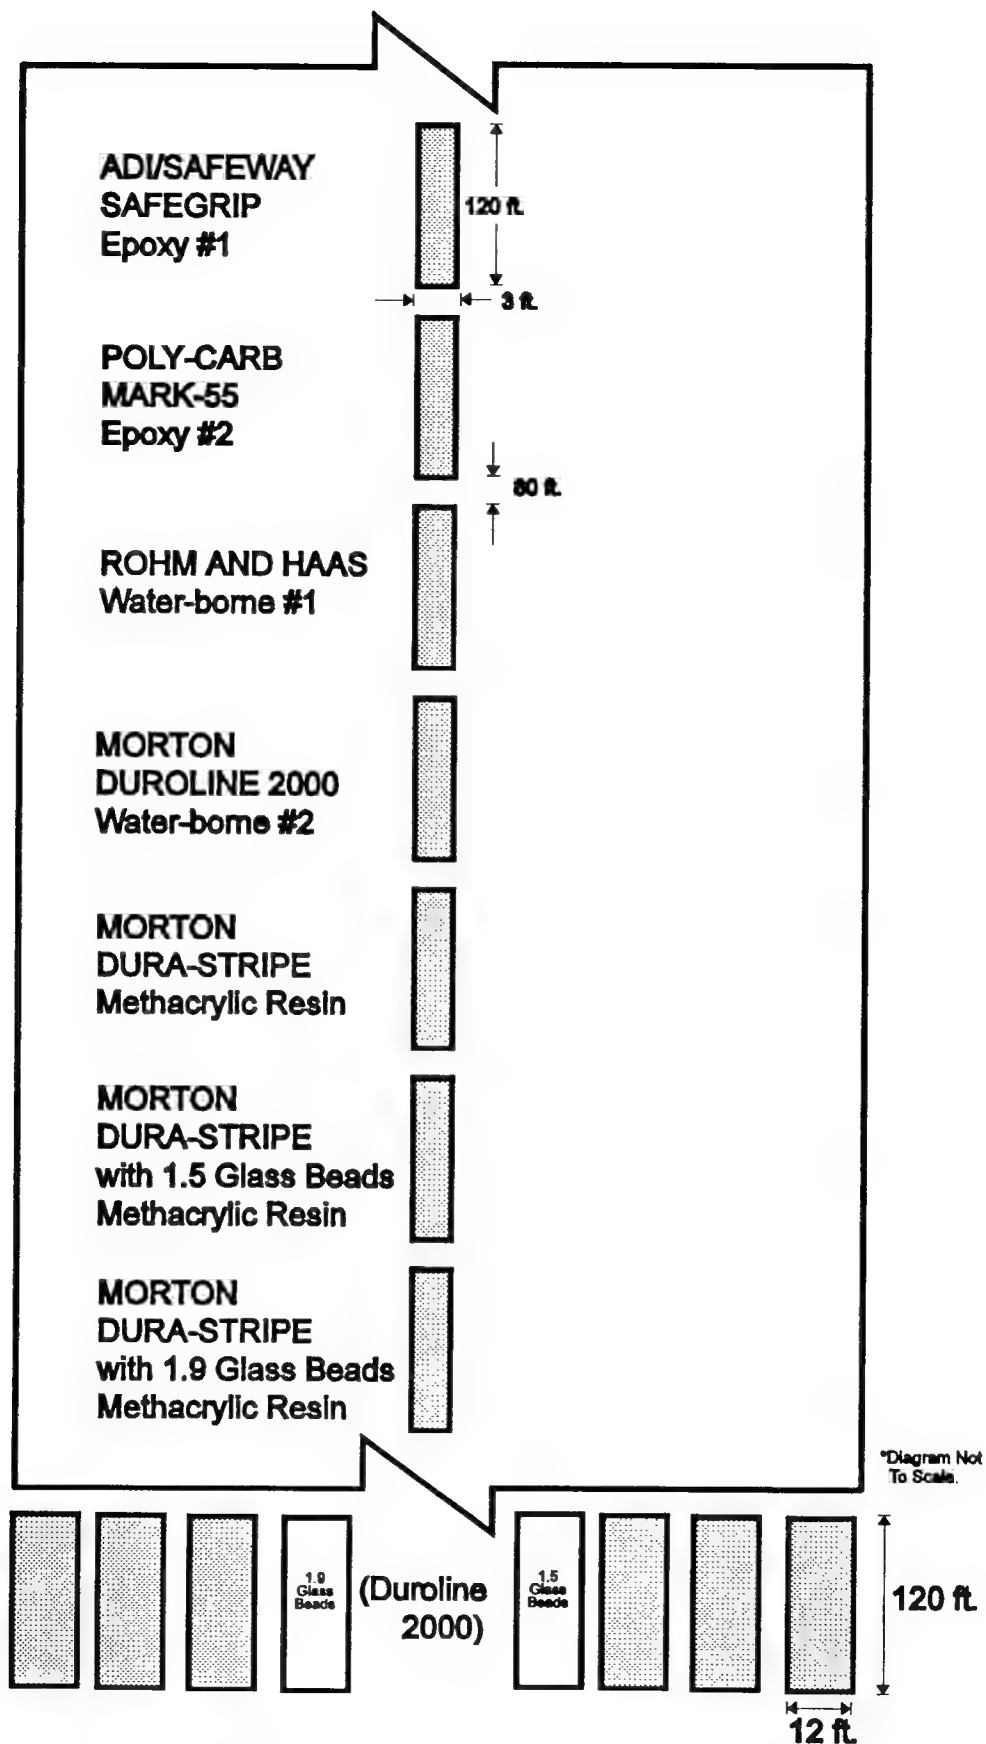 ADI/SAFEWAY
SAFEGRIP
Epoxy #1
120 ft.
3 ft.
POLY-CARB
MARK-55
Epoxy #2
80 ft.
ROHM AND HAAS
Water-borne #1
MORTON
DUROLINE 2000
Water-borne #2
MORTON
DURA-STRIPE
Methacrylic Resin
MORTON
DURA-STRIPE
with 1.5 Glass Beads
Methacrylic Resin
MORTON
DURA-STRIPE
with 1.9 Glass Beads
Methacrylic Resin
*Diagram Not
To Scale.
1.9
Glass
Beads
(Duroline
2000)
1.5
Glass
Beads
120 ft.
12 ft.